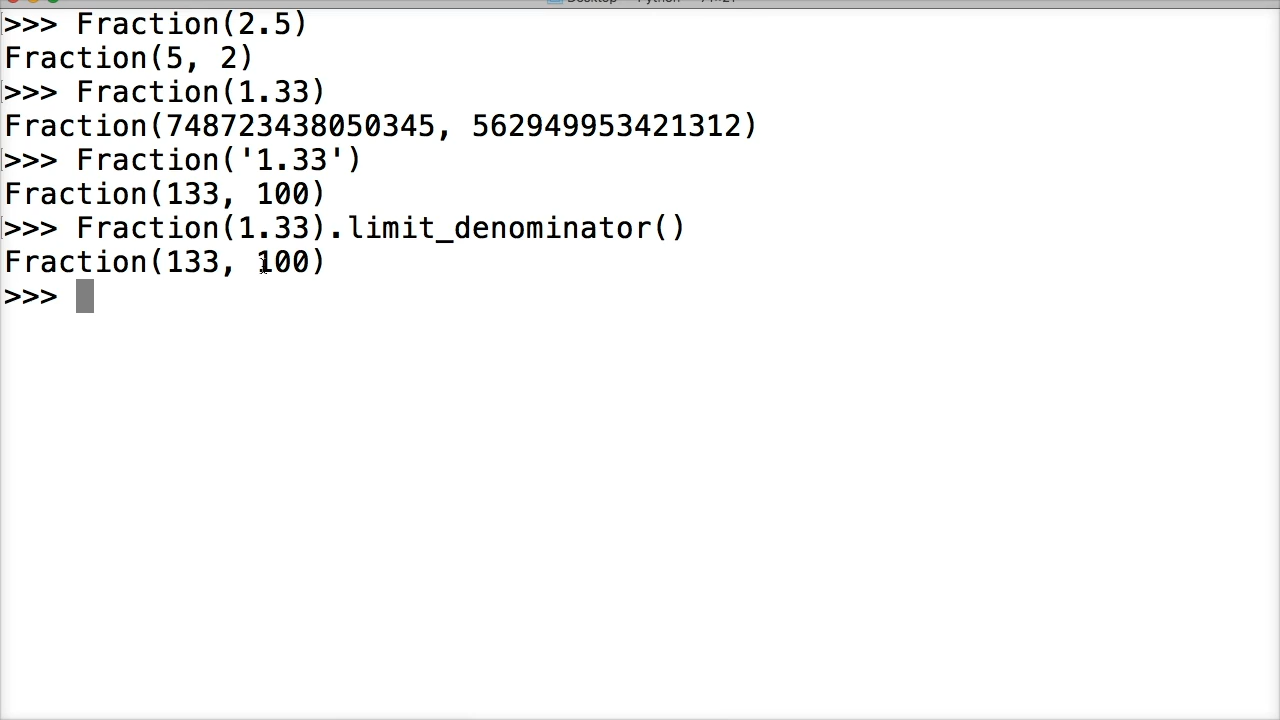 >>> Fraction(2.5)
Fraction(5, 2)
>>> Fraction(1.33)
Fraction(748723438050345, 562949953421312)
>>> Fraction('1.33')
Fraction(133, 100)
>>> Fraction(1.33).limit_denominator()
Fraction(133, 100)
>>>